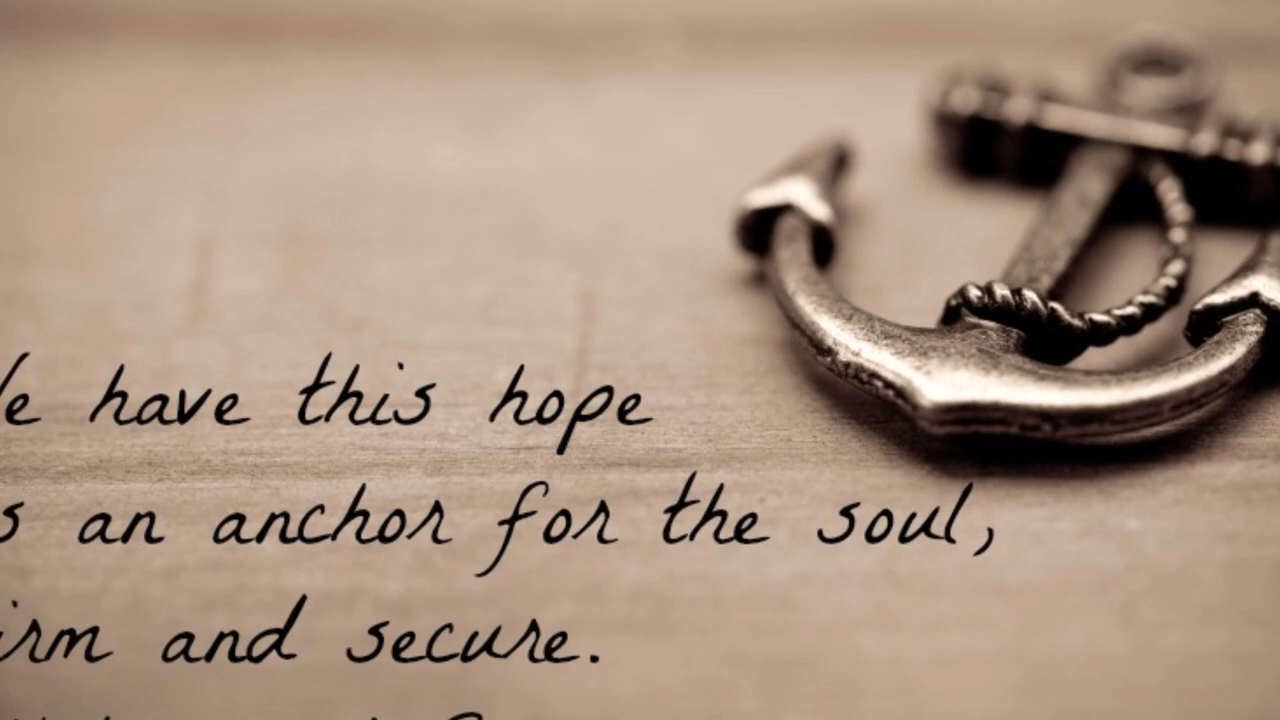 e have this hope
s an anchor for the soul,
irm and secure.